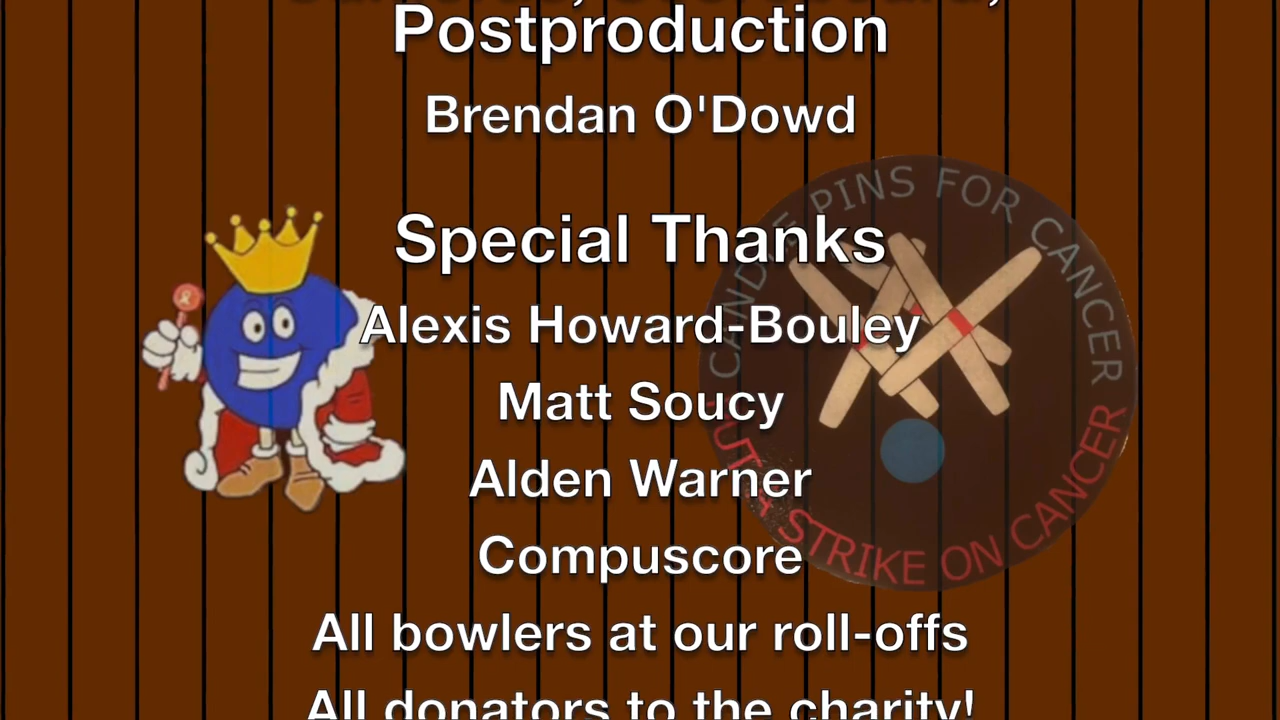 Postproduction
Brendan O'Dowd
Special Thanks
Alexis Howard-Bouley
Matt Soucy
Alden Warner
Compuscore
All bowlers at our roll-offs
All donators to the charity!
PINS FOR CANCER
STRIKE ON CANCER